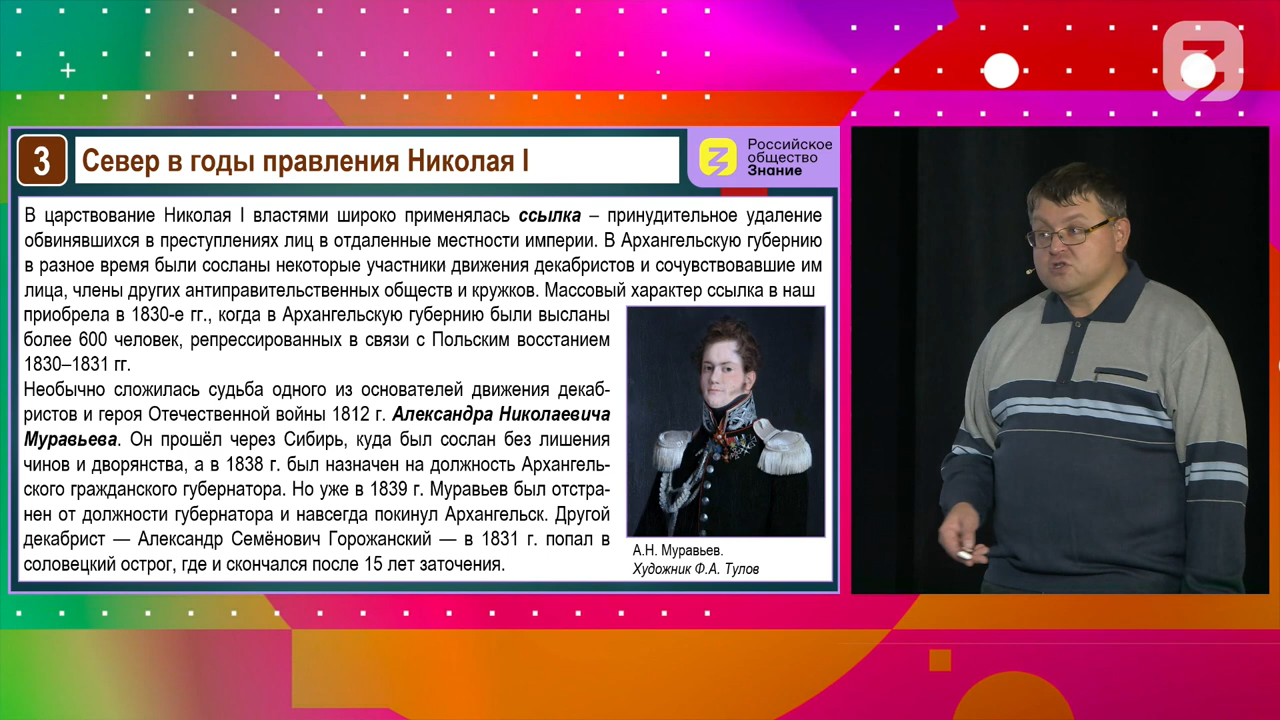 3
Север в годы правления Николая I
Российское
общество
Знание
В царствование Николая I властями широко применялась ссылка – принудительное удаление
обвинявшихся в преступлениях лиц в отдаленные местности империи. В Архангельскую губернию
в разное время были сосланы некоторые участники движения декабристов и сочувствовавшие им
лица, члены других антиправительственных обществ и кружков. Массовый характер ссылка в наш
приобрела в 1830-е гг., когда в Архангельскую губернию были высланы
более 600 человек, репрессированных в связи с Польским восстанием
1830–1831 гг.
Необычно сложилась судьба одного из основателей движения декаб-
ристов и героя Отечественной войны 1812 г. Александра Николаевича
Муравьева. Он прошёл через Сибирь, куда был сослан без лишения
чинов и дворянства, а в 1838 г. был назначен на должность Архангель-
ского гражданского губернатора. Но уже в 1839 г. Муравьев был отстра-
нен от должности губернатора и навсегда покинул Архангельск. Другой
декабрист — Александр Семёнович Горожанский — в 1831 г. попал в
соловецкий острог, где и скончался после 15 лет заточения.
А.Н. Муравьев.
Художник Ф.А. Тулов